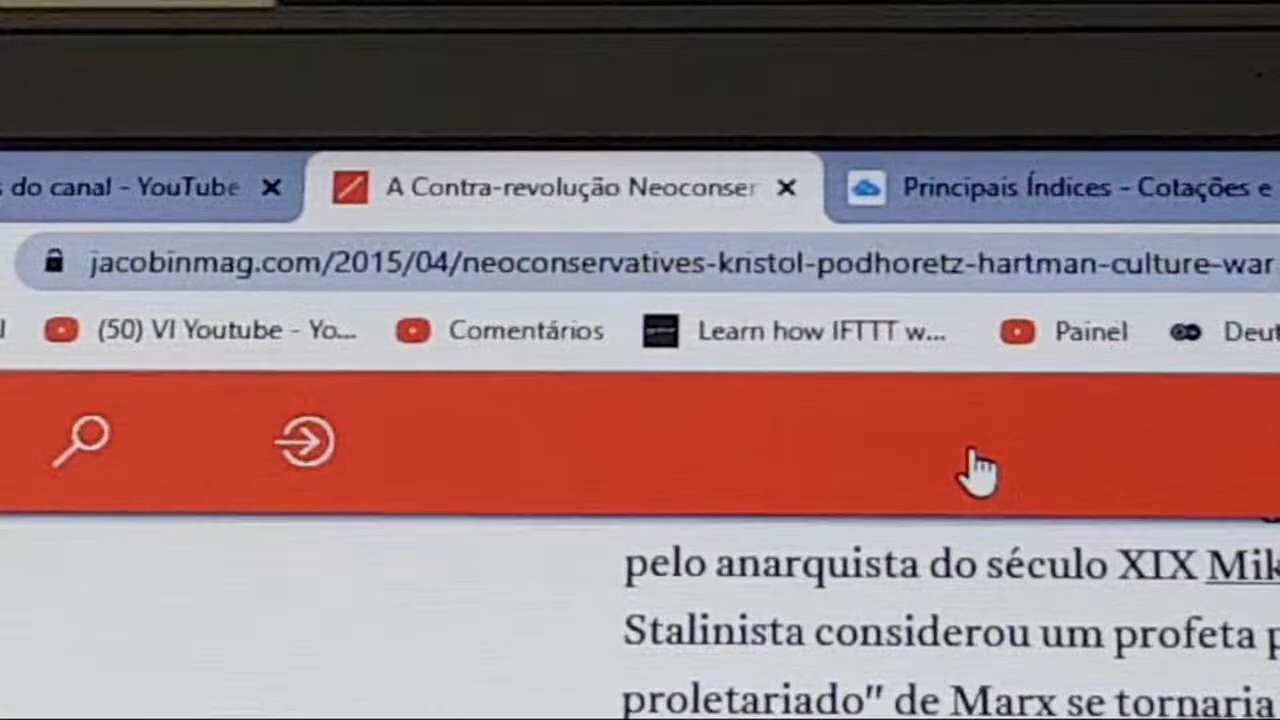 s do canal - YouTube
A Contra-revolução Neoconser
Principais Índices - Cotações e
jacobinmag.com/2015/04/neoconservatives-kristol-podhoretz-hartman-culture-war
(50) VI Youtube - Yo... Comentários Learn how IFTTT w... Painel Deut
pelo anarquista do século XIX Mik
Stalinista considerou um profeta p
proletariado" de Marx se tornaria